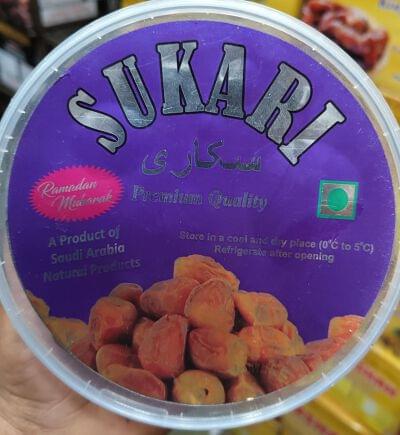 SUKARI
سكاري
Premium Quality
Ramadan
Mubarak
A Product of
Saudi Arabia
Natural Products
Store in a cool and dry place (0°C to 5°C)
Refrigerate after opening